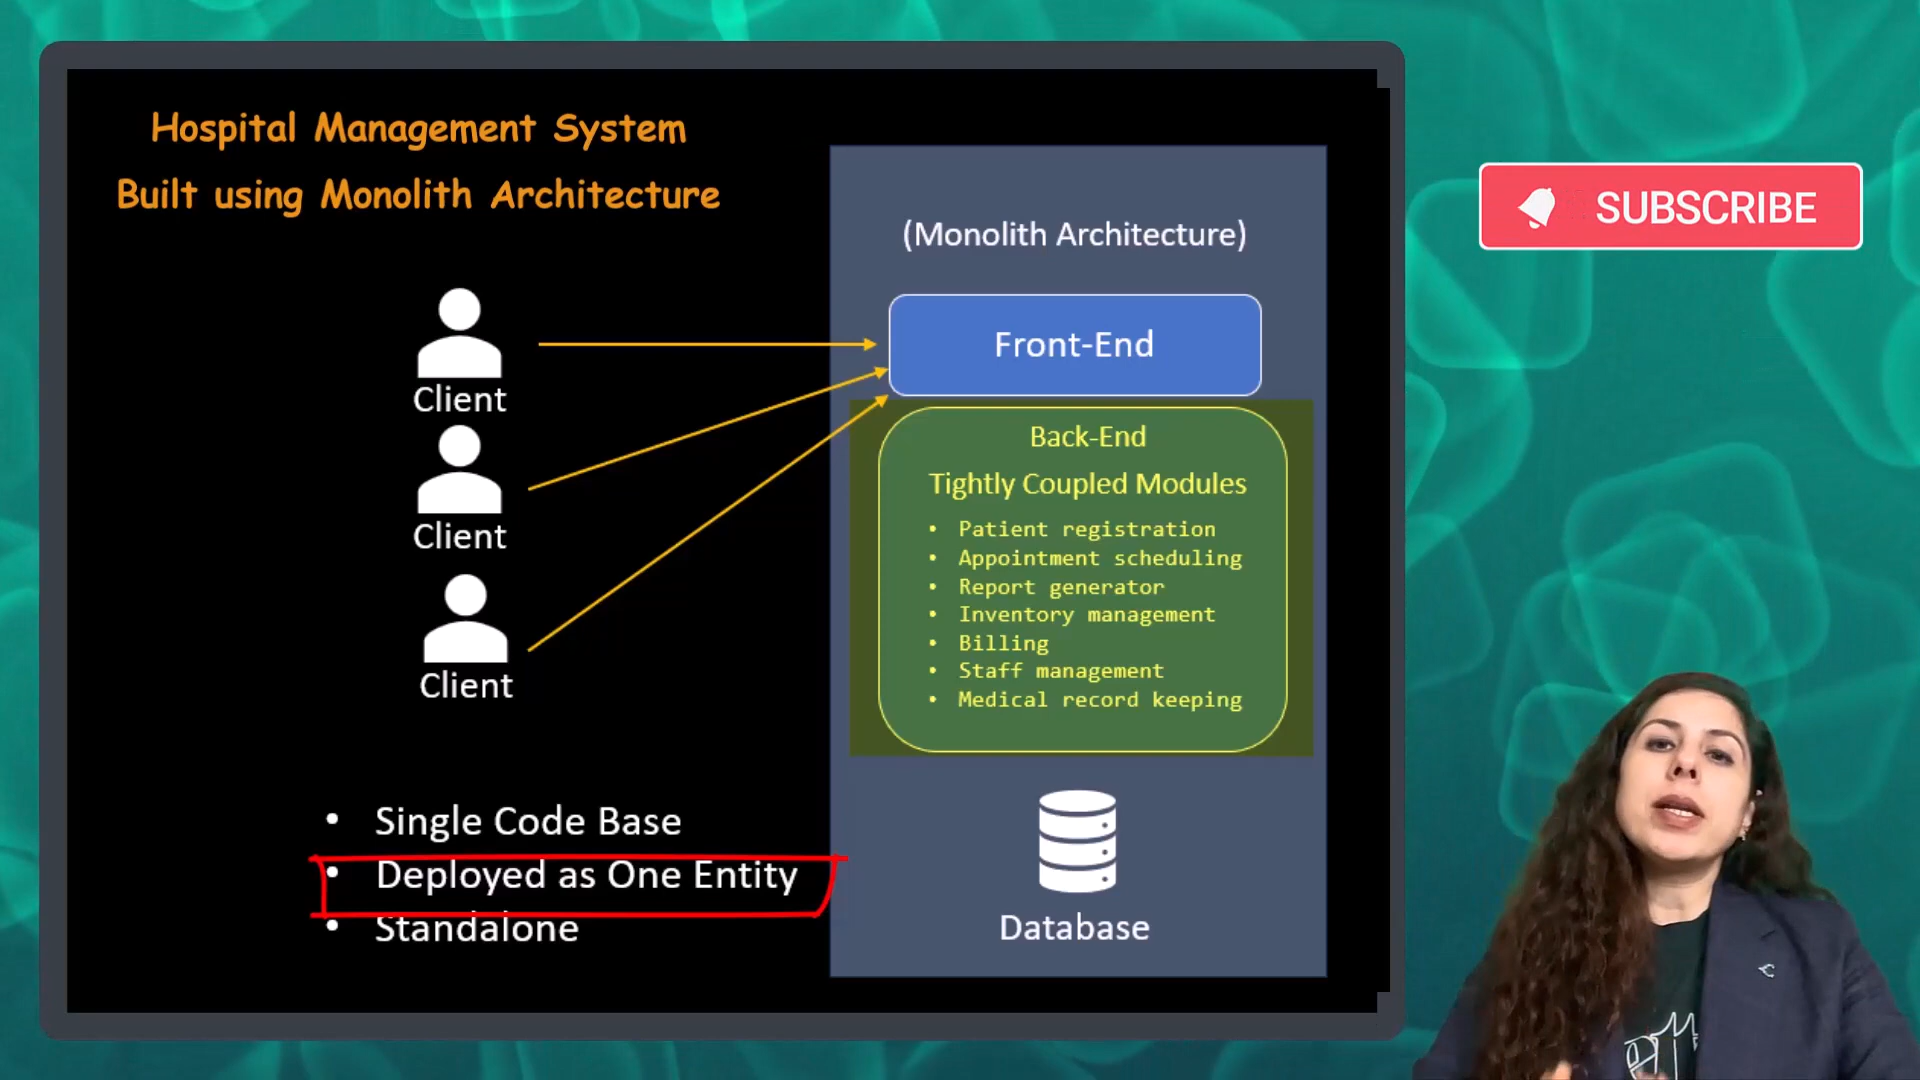 Hospital Management System
Built using Monolith Architecture
Client
Client
Client
• Single Code Base
• Deployed as One Entity
• Standalone
(Monolith Architecture)
Front-End
Back-End
Tightly Coupled Modules
• Patient registration
• Appointment scheduling
• Report generator
• Inventory management
• Billing
• Staff management
• Medical record keeping
Database
SUBSCRIBE